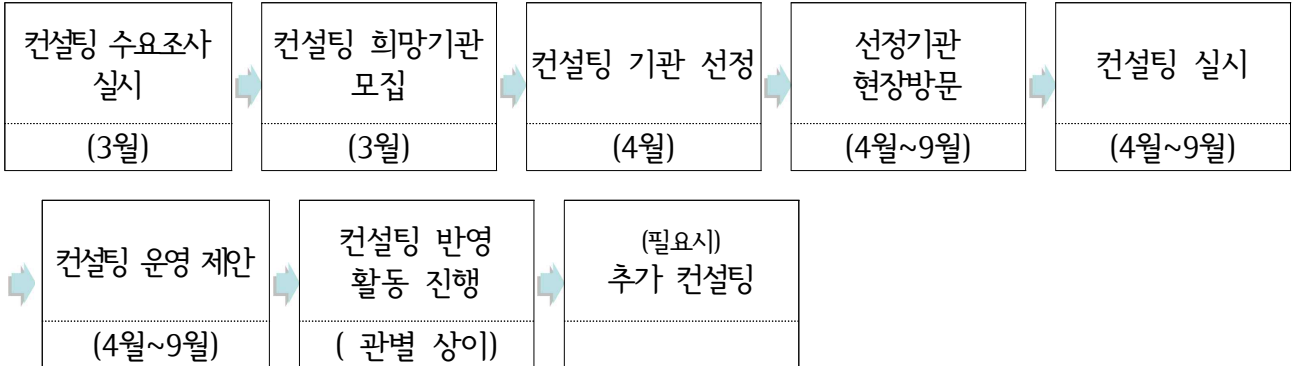 컨설팅 수요조사
실시
(3월)
컨설팅 희망기관
모집
(3월)
컨설팅 기관 선정
(4월)
선정기관
현장방문
(4월~9월)
컨설팅 실시
(4월~9월)
컨설팅 운영 제안
(4월~9월)
컨설팅 반영
활동 진행
( 관별 상이)
(필요시)
추가 컨설팅